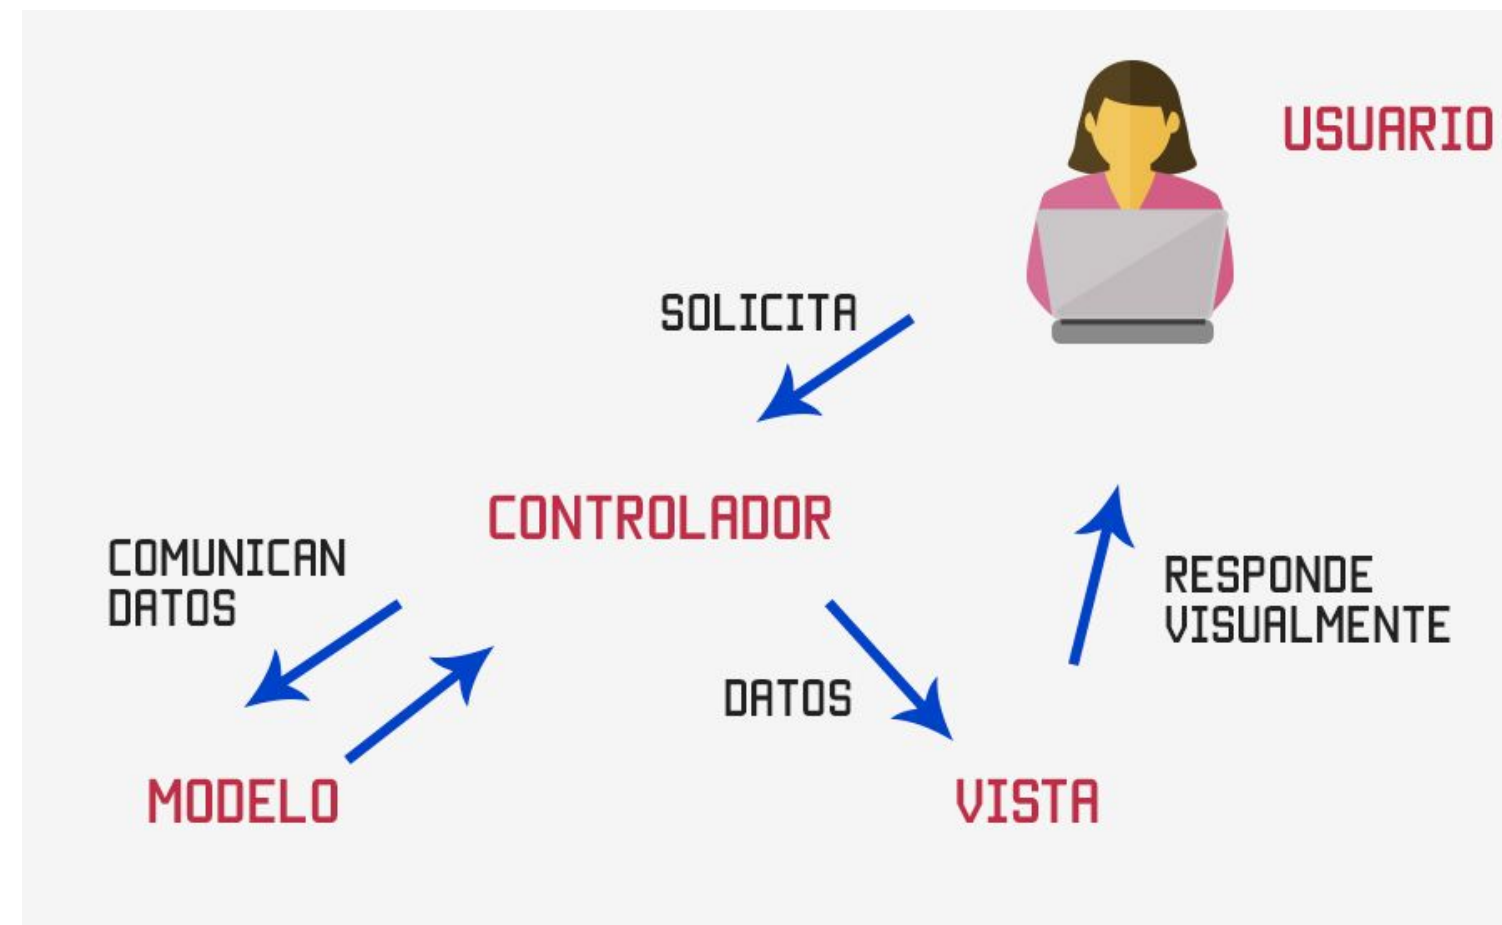 USUARIO
SOLICITA
CONTROLADOR
COMUNICAN
DATOS
RESPONDE
VISUALMENTE
DATOS
MODELO
VISTA